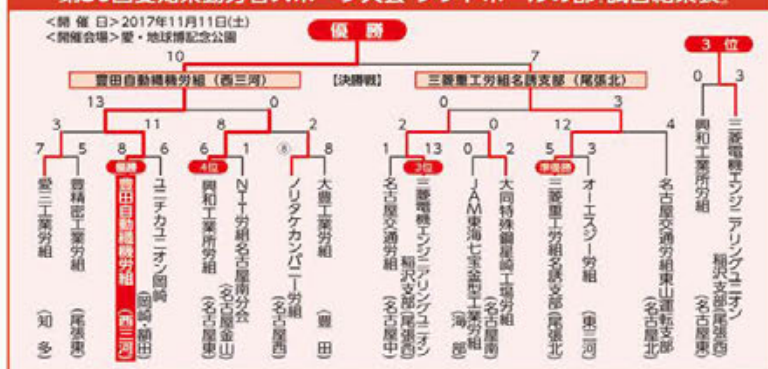 <開 催 日>2017年11月11日(土)
<開催会場>愛・地球博記念公園
優 勝
3 位
10
7
豊田自動織機労組（西三河）
【決勝戦】
三菱重工労組名誘支部（尾張北）
0
3
13
0
0
3
3
11
8
2
2
0
12
4
7
5
8
6
6
1
⑧
8
1
13
0
2
5
3
優勝
4位
3位
準優勝
愛三工業労組（知 多）
豊精密工業労組（尾張東）
豊田自動織機労組（西三河）
ユニチカユニオン岡崎（岡崎・額田）
興和工業所労組（名古屋東）
NTT労組名古屋南分会（名古屋金山）
ノリタケカンパニー労組（名古屋西）
大豊工業労組（豊 田）
名古屋交通労組（名古屋中）
三菱電機エンジニアリングユニオン稲沢支部（尾張西）
JAM東海七宝金型工業労組（海 部）
大同特殊鋼星崎工場労組（名古屋南）
三菱重工労組名誘支部（尾張北）
オーエスジー労組（東三河）
名古屋交通労組東山運転支部（名古屋北）
興和工業所労組（名古屋東）
三菱電機エンジニアリングユニオン稲沢支部（尾張西）